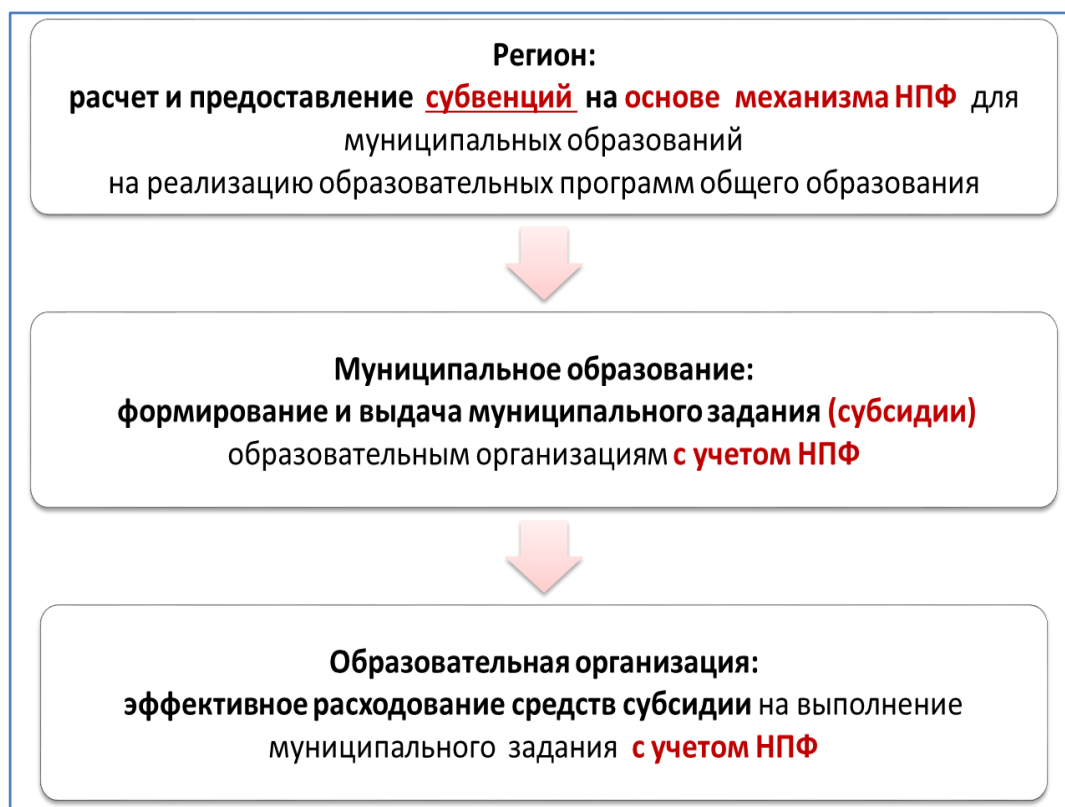 Регион:
расчет и предоставление субвенций на основе механизма НПФ для
муниципальных образований
на реализацию образовательных программ общего образования
Муниципальное образование:
формирование и выдача муниципального задания (субсидии)
образовательным организациям с учетом НПФ
Образовательная организация:
эффективное расходование средств субсидии на выполнение
муниципального задания с учетом НПФ